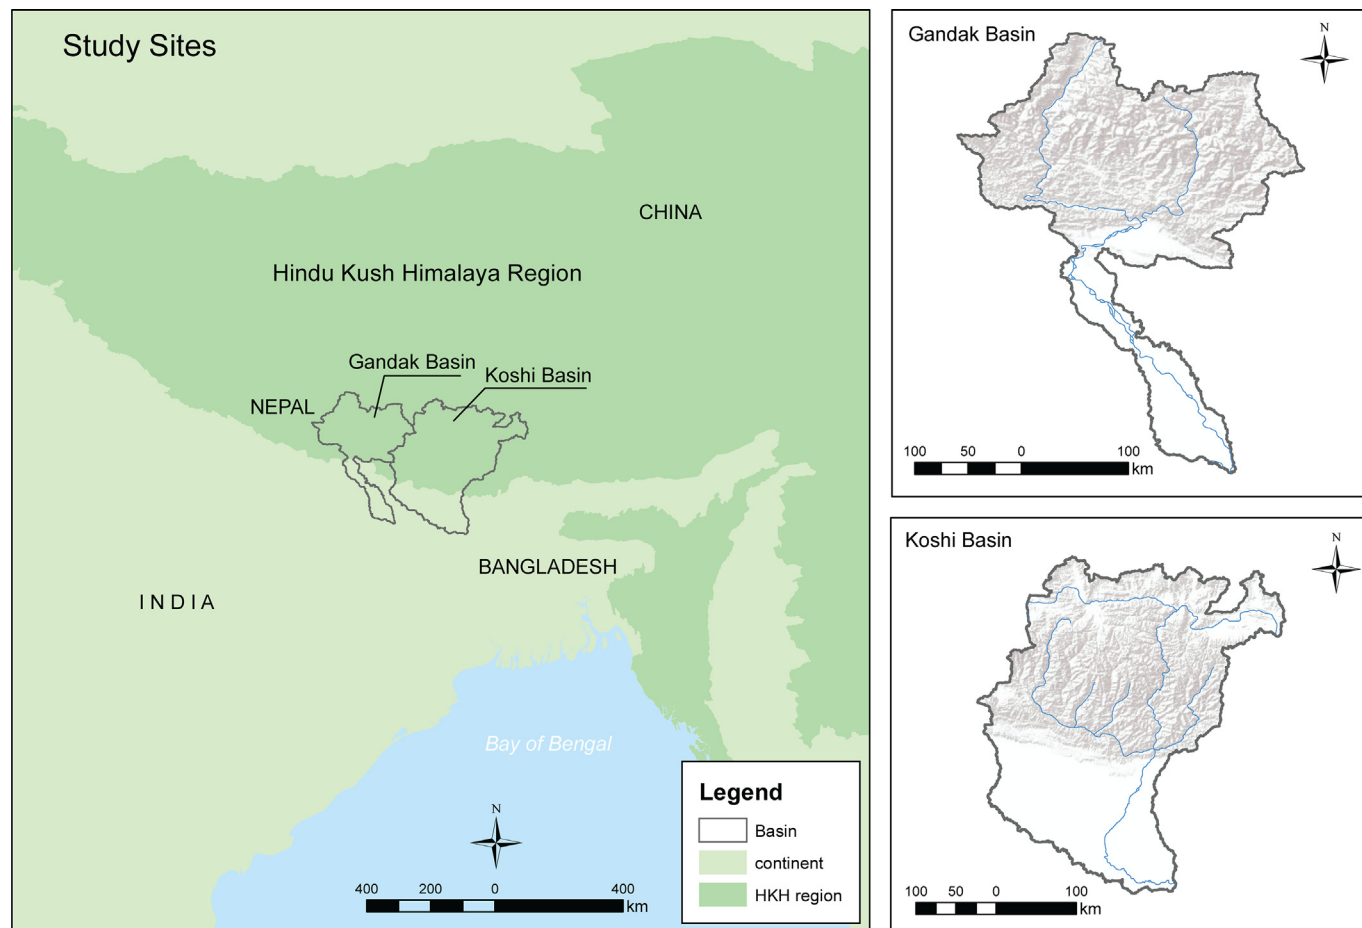 Study Sites
CHINA
Hindu Kush Himalaya Region
Gandak Basin
Koshi Basin
NEPAL
BANGLADESH
INDIA
Bay of Bengal
N
400 200 0 400
km
Legend
Basin
continent
HKH region
Gandak Basin
N
100 50 0 100
km
Koshi Basin
N
100 50 0 100
km